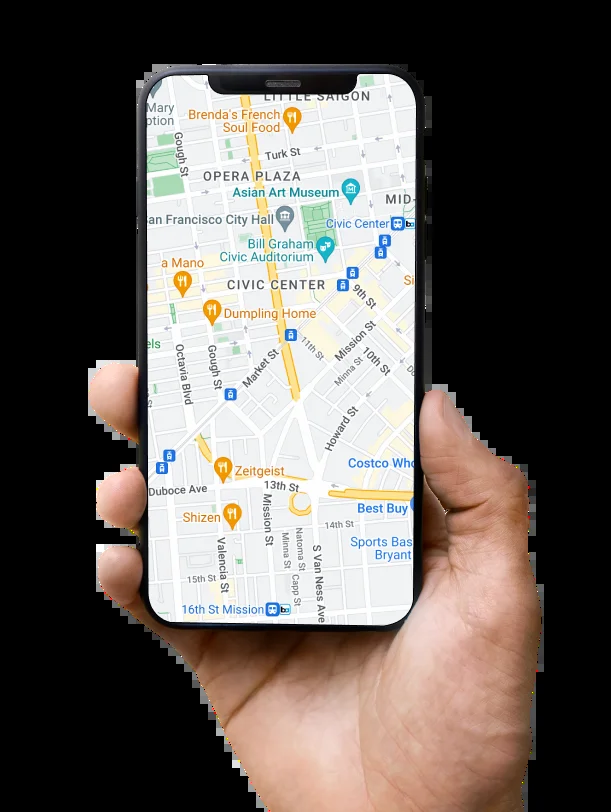 LITTLE SAIGON
Mary
ption
Brenda's French
Soul Food
Gough St
Turk St
OPERA PLAZA
Asian Art Museum
MID-
San Francisco City Hall
Civic Center
Bill Graham
Civic Auditorium
a Mano
CIVIC CENTER
9th St
Si
Dumpling Home
els
Octavia Blvd
Gough St
Market St
11th St
Mission St
Minna St
10th St
Howard St
Zeitgeist
Costco Who
Duboce Ave
13th St
Best Buy
Shizen
Mission St
14th St
Natoma St
Minna St
Sports Bas
Bryant
Valencia St
15th St
Capp St
S Van Ness Ave
16th St Mission